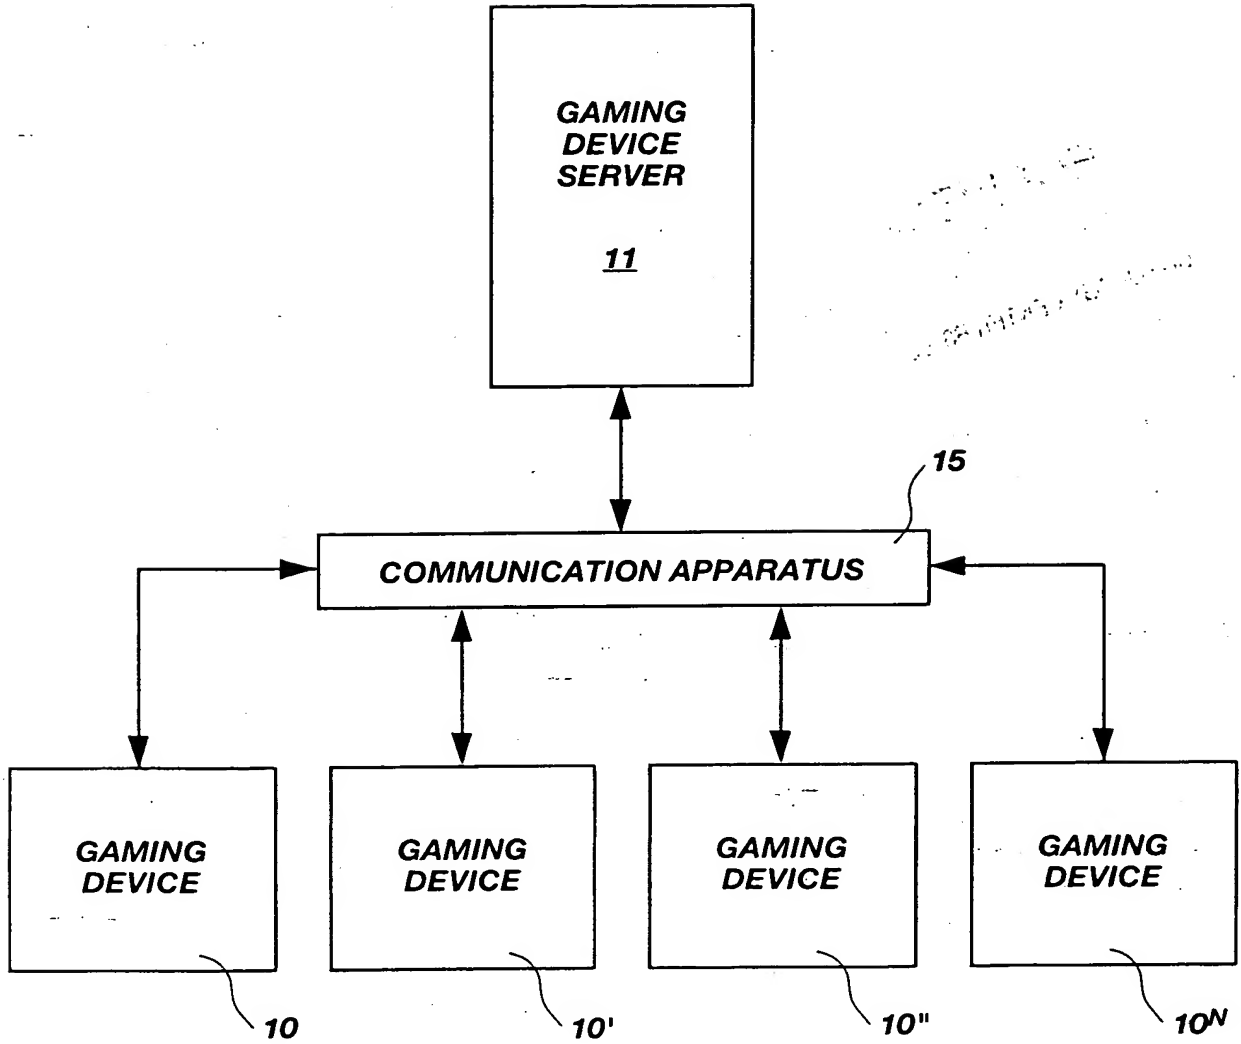 GAMING
DEVICE
SERVER
11
15
COMMUNICATION APPARATUS
GAMING
DEVICE
GAMING
DEVICE
GAMING
DEVICE
GAMING
DEVICE
10
10'
10"
10N